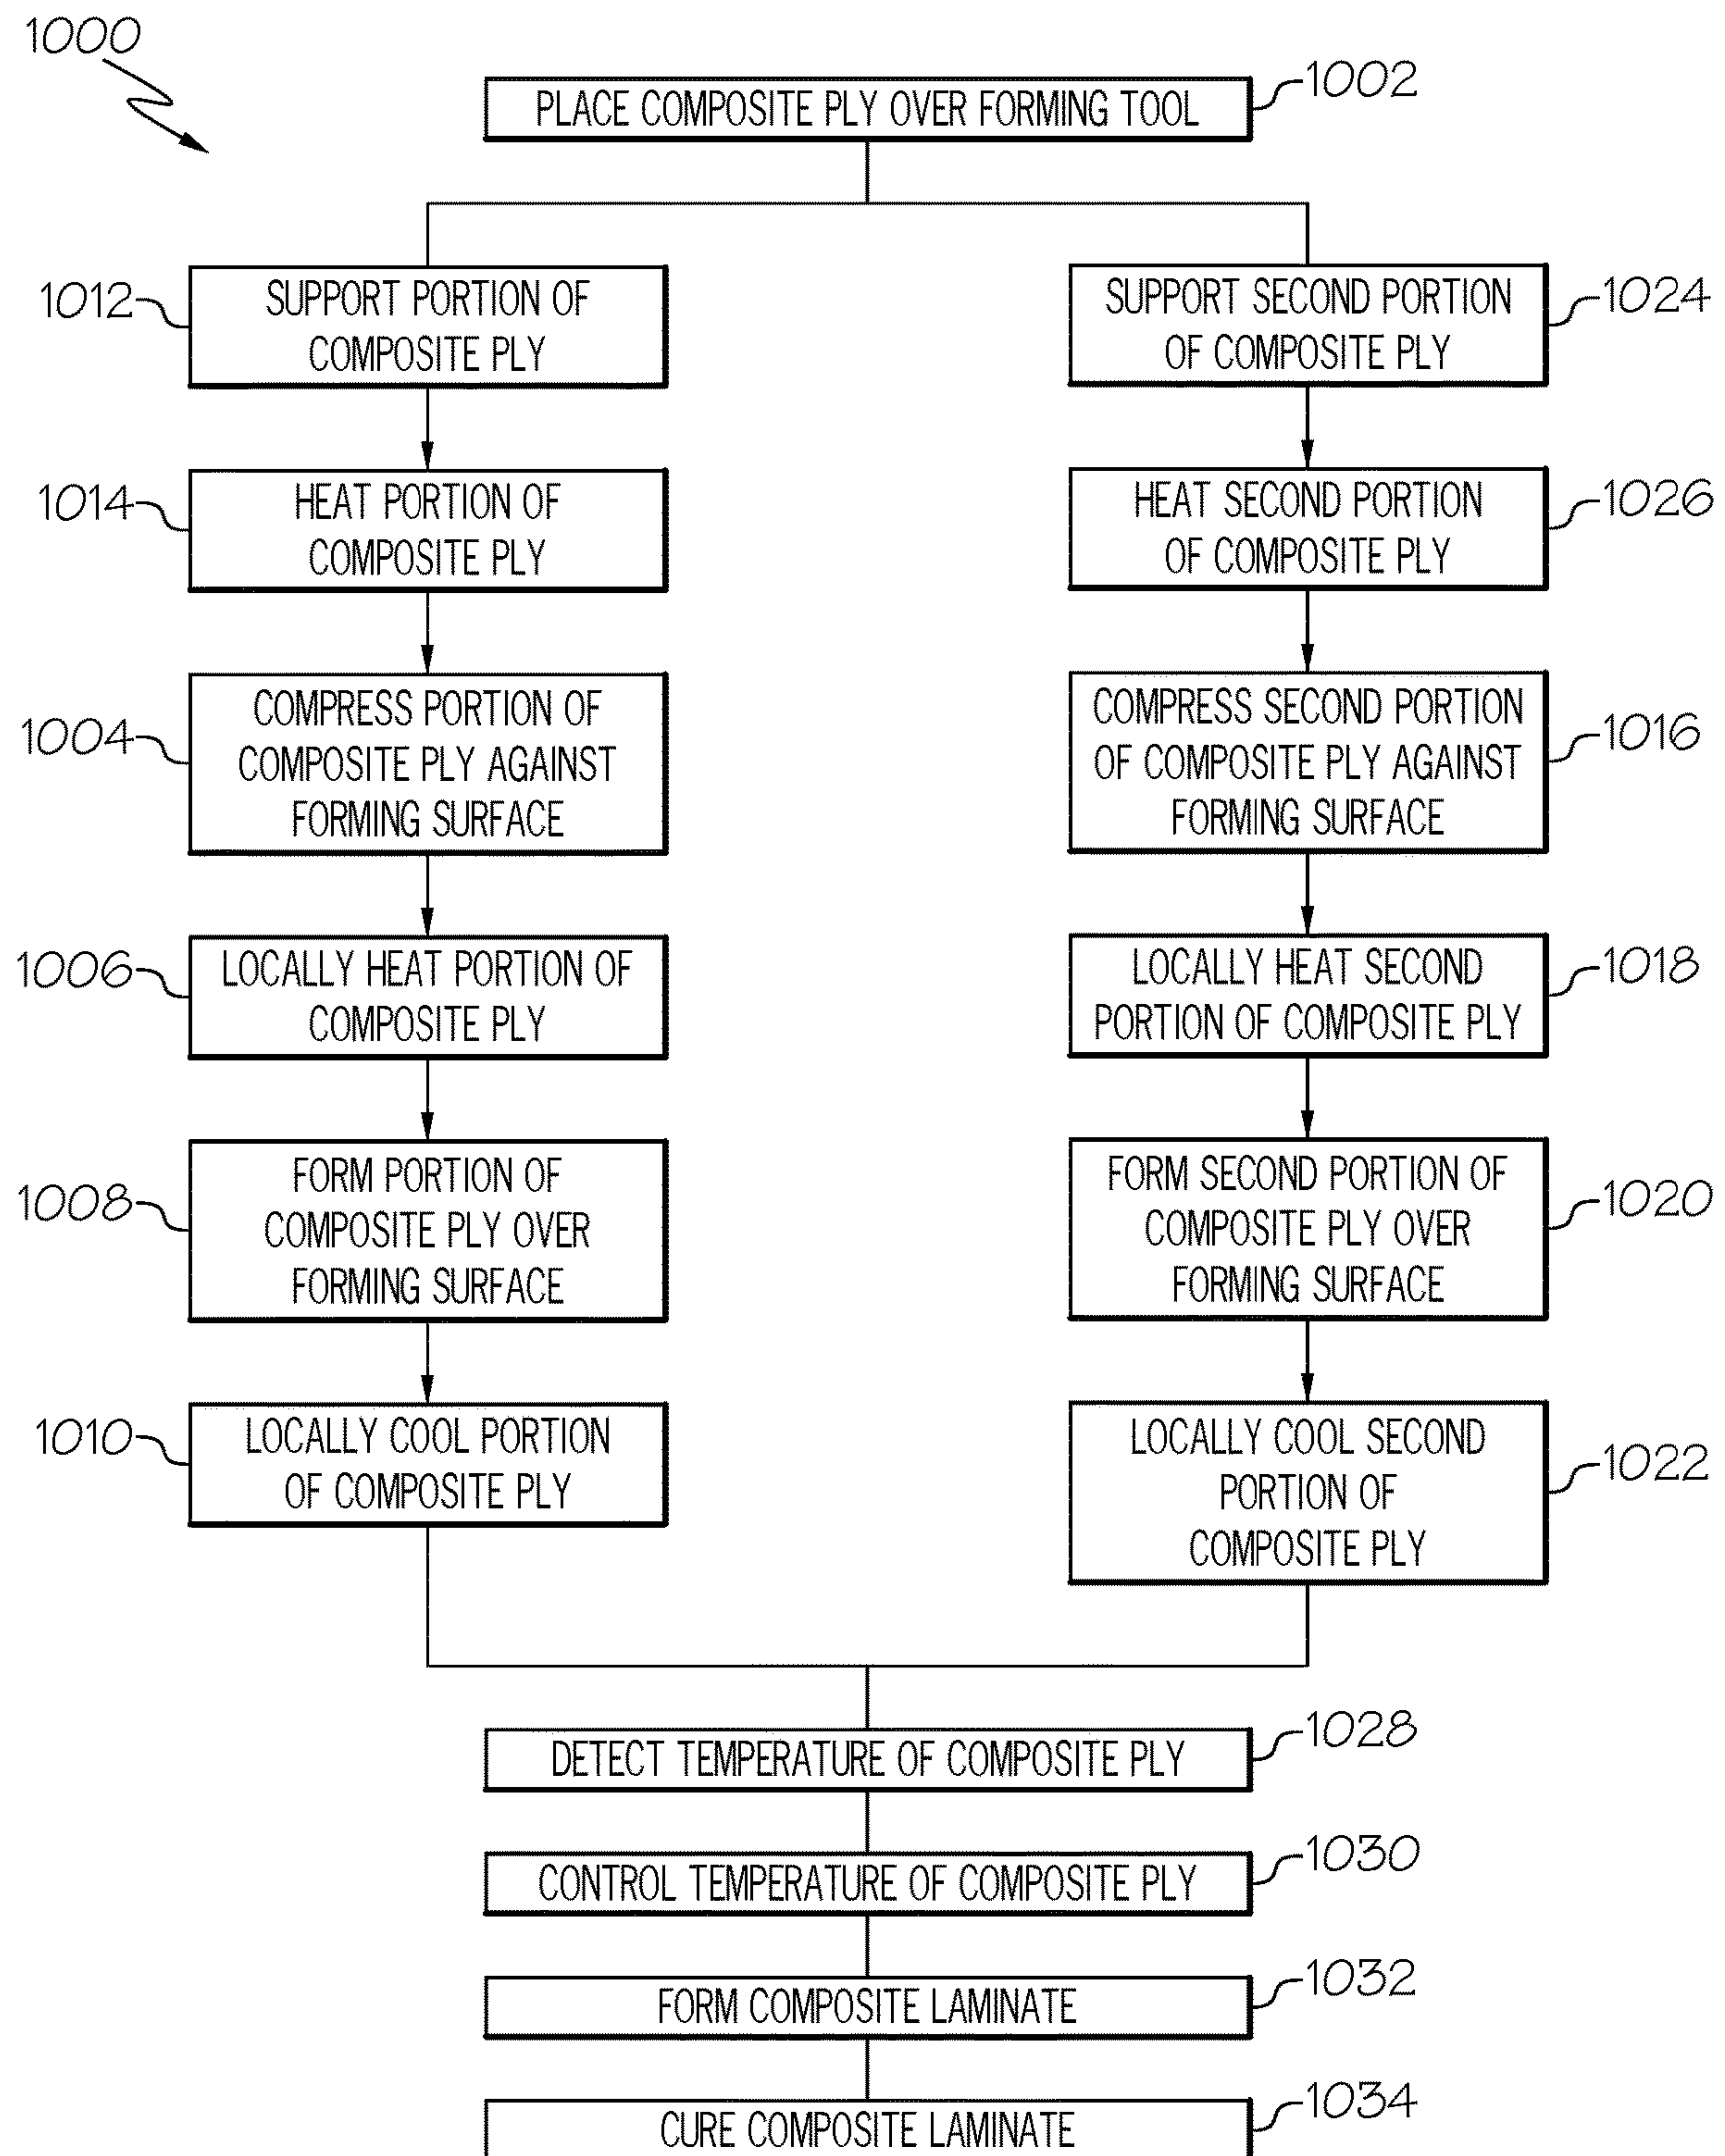 1000
PLACE COMPOSITE PLY OVER FORMING TOOL
1002
1012
SUPPORT PORTION OF
COMPOSITE PLY
1014
HEAT PORTION OF
COMPOSITE PLY
1004
COMPRESS PORTION OF
COMPOSITE PLY AGAINST
FORMING SURFACE
1006
LOCALLY HEAT PORTION OF
COMPOSITE PLY
1008
FORM PORTION OF
COMPOSITE PLY OVER
FORMING SURFACE
1010
LOCALLY COOL PORTION
OF COMPOSITE PLY
SUPPORT SECOND PORTION
OF COMPOSITE PLY
1024
HEAT SECOND PORTION
OF COMPOSITE PLY
1026
COMPRESS SECOND PORTION
OF COMPOSITE PLY AGAINST
FORMING SURFACE
1016
LOCALLY HEAT SECOND
PORTION OF COMPOSITE PLY
1018
FORM SECOND PORTION OF
COMPOSITE PLY OVER
FORMING SURFACE
1020
LOCALLY COOL SECOND
PORTION OF
COMPOSITE PLY
1022
DETECT TEMPERATURE OF COMPOSITE PLY
1028
CONTROL TEMPERATURE OF COMPOSITE PLY
1030
FORM COMPOSITE LAMINATE
1032
CURE COMPOSITE LAMINATE
1034